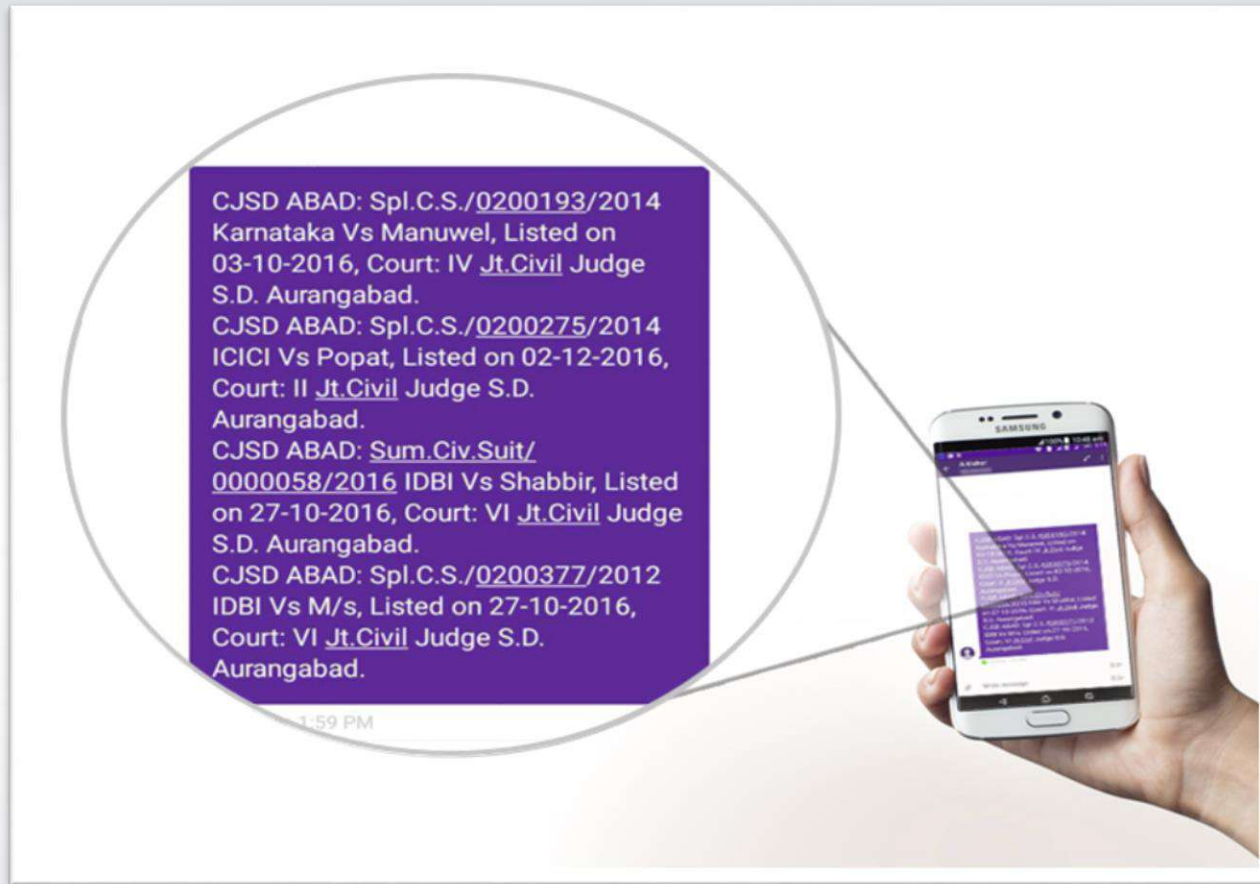 CJSD ABAD: Spl.C.S./0200193/2014
Karnataka Vs Manuwel, Listed on
03-10-2016, Court: IV Jt.Civil Judge
S.D. Aurangabad.
CJSD ABAD: Spl.C.S./0200275/2014
ICICI Vs Popat, Listed on 02-12-2016,
Court: II Jt.Civil Judge S.D.
Aurangabad.
CJSD ABAD: Sum.Civ.Suit/
0000058/2016 IDBI Vs Shabbir, Listed
on 27-10-2016, Court: VI Jt.Civil Judge
S.D. Aurangabad.
CJSD ABAD: Spl.C.S./0200377/2012
IDBI Vs M/s, Listed on 27-10-2016,
Court: VI Jt.Civil Judge S.D.
Aurangabad.
1:59 PM
SAMSUNG